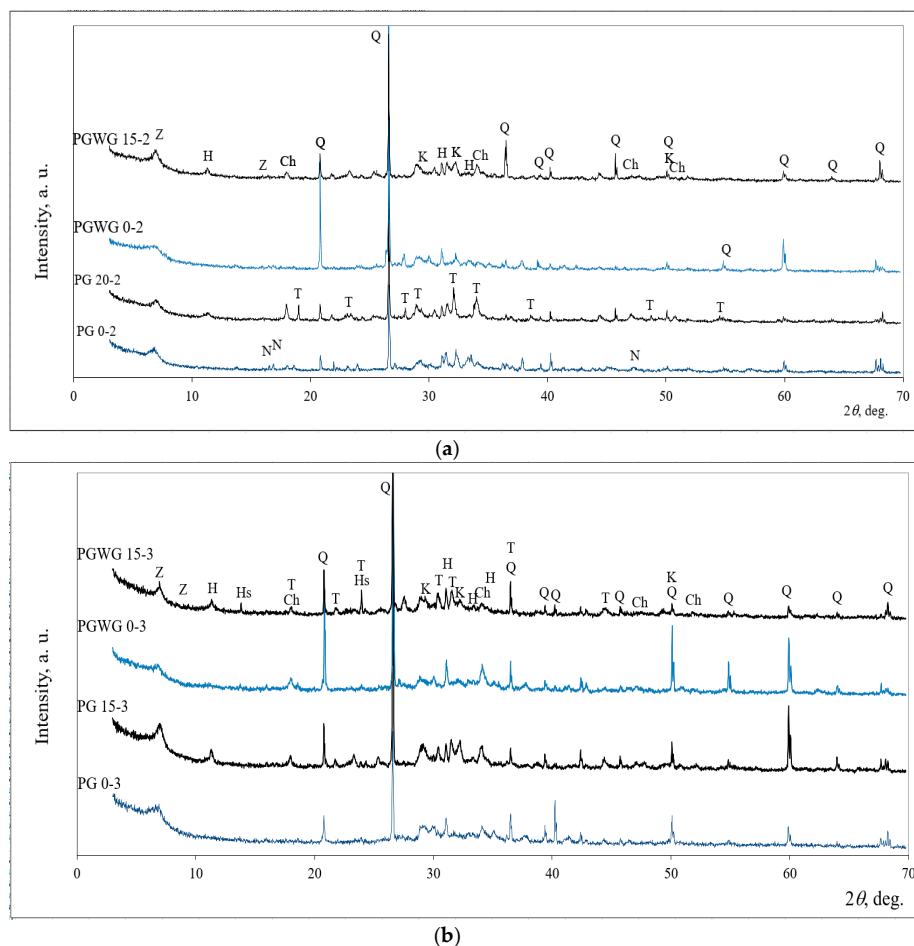 Q
PGWG 15-2
Z
H
Z
Ch
Q
K
H
K
H
Ch
Q
Q
Q
Q
Ch
Q
K
Ch
Q
Q
Q
PGWG 0-2
Q
PG 20-2
T
T
T
T
T
T
T
T
T
PG 0-2
N
N
N
Intensity, a. u.
0
10
20
30
40
50
60
70
2θ, deg.
(a)
Q
PGWG 15-3
Z
Z
H
Hs
T
Ch
Q
T
T
Hs
K
T
H
T
K
H
Ch
H
T
Q
Q
Q
T
Q
Ch
K
Q
Ch
Q
Q
Q
Q
PGWG 0-3
PG 15-3
PG 0-3
Intensity, a. u.
0
10
20
30
40
50
60
70
2θ, deg.
(b)